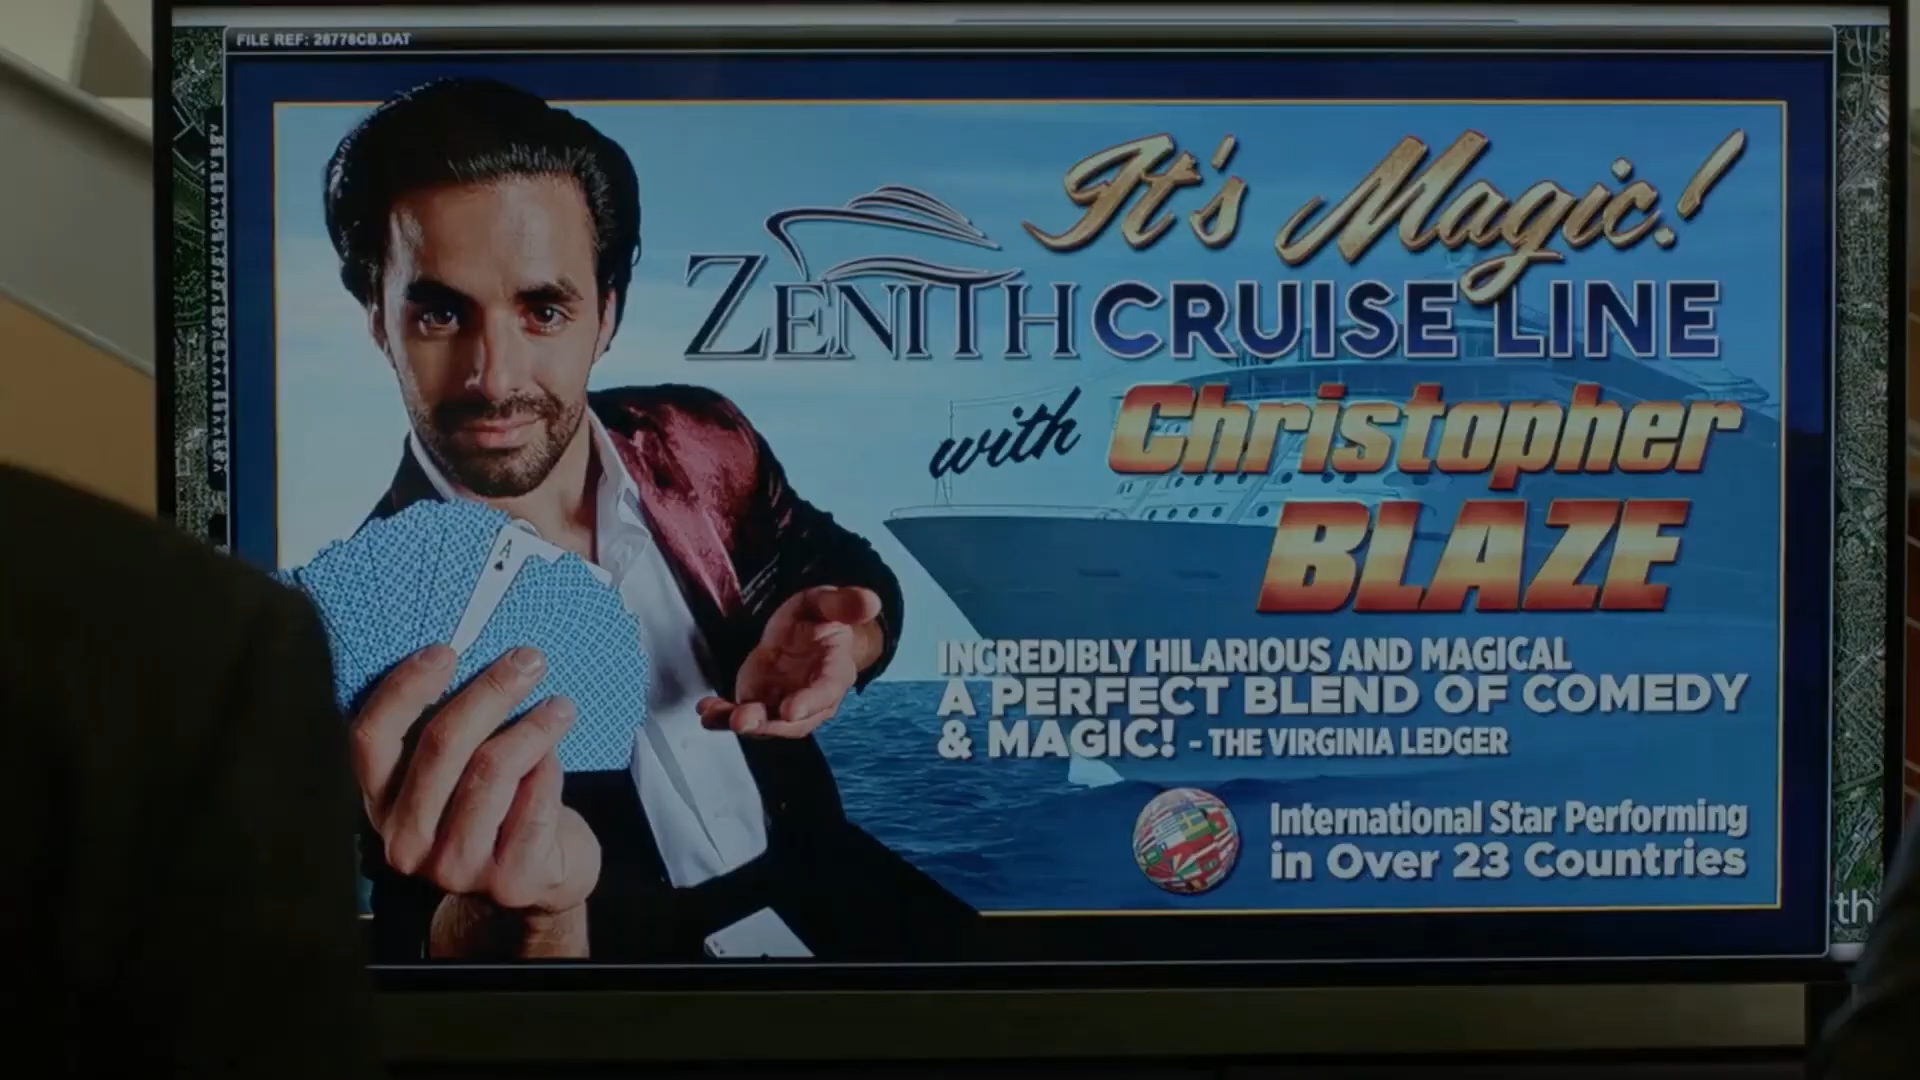 FILE REF: 28778CB.DAT
It's Magic!
ZENITH CRUISE LINE
with Christopher
BLAZE
INCREDIBLY HILARIOUS AND MAGICAL
A PERFECT BLEND OF COMEDY
& MAGIC! - THE VIRGINIA LEDGER
International Star Performing
in Over 23 Countries
A
th